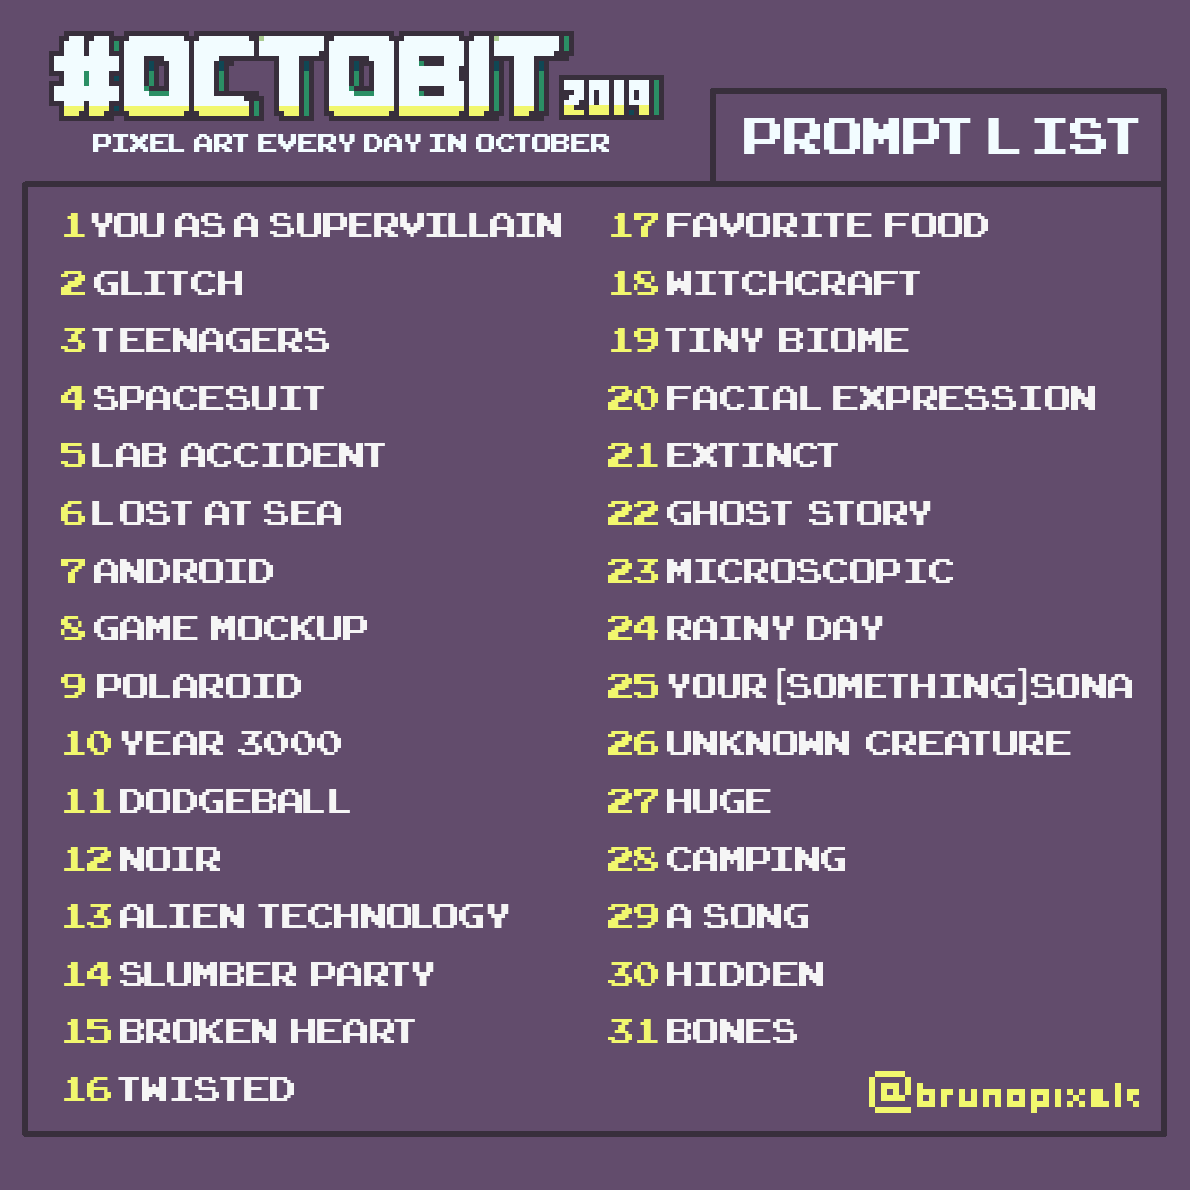 #OCTOBIT 2019
PIXEL ART EVERY DAY IN OCTOBER
PROMPT LIST
1 YOU AS A SUPERVILLAIN
2 GLITCH
3 TEENAGERS
4 SPACESUIT
5 LAB ACCIDENT
6 LOST AT SEA
7 ANDROID
8 GAME MOCKUP
9 POLAROID
10 YEAR 3000
11 DODGEBALL
12 NOIR
13 ALIEN TECHNOLOGY
14 SLUMBER PARTY
15 BROKEN HEART
16 TWISTED
17 FAVORITE FOOD
18 WITCHCRAFT
19 TINY BIOME
20 FACIAL EXPRESSION
21 EXTINCT
22 GHOST STORY
23 MICROSCOPIC
24 RAINY DAY
25 YOUR [SOMETHING]SONA
26 UNKNOWN CREATURE
27 HUGE
28 CAMPING
29 A SONG
30 HIDDEN
31 BONES
@brunopixels